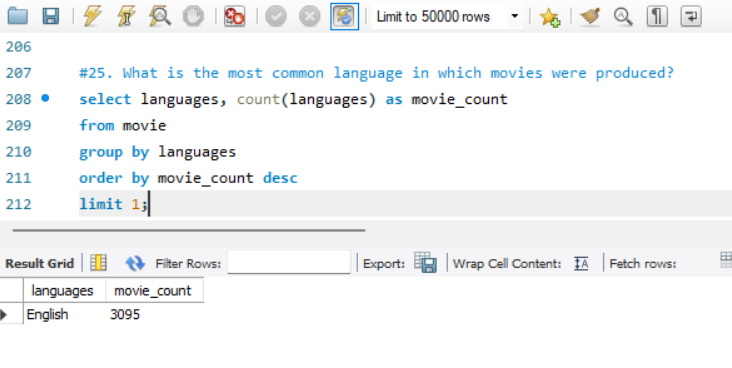 Limit to 50000 rows
206
207 #25. What is the most common language in which movies were produced?
208 select languages, count(languages) as movie_count
209 from movie
210 group by languages
211 order by movie_count desc
212 limit 1;
Result Grid Filter Rows: Export: Wrap Cell Content: IA Fetch rows:
languages movie_count
English 3095